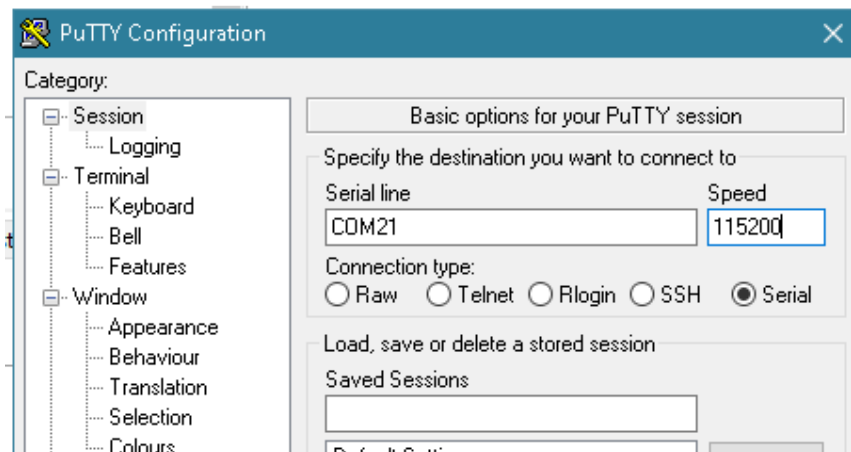 PuTTY Configuration
Category:
Session
Logging
Terminal
Keyboard
Bell
Features
Window
Appearance
Behaviour
Translation
Selection
Colours
Basic options for your PuTTY session
Specify the destination you want to connect to
Serial line
Speed
COM21
115200
Connection type:
Raw Telnet Rlogin SSH Serial
Load, save or delete a stored session
Saved Sessions